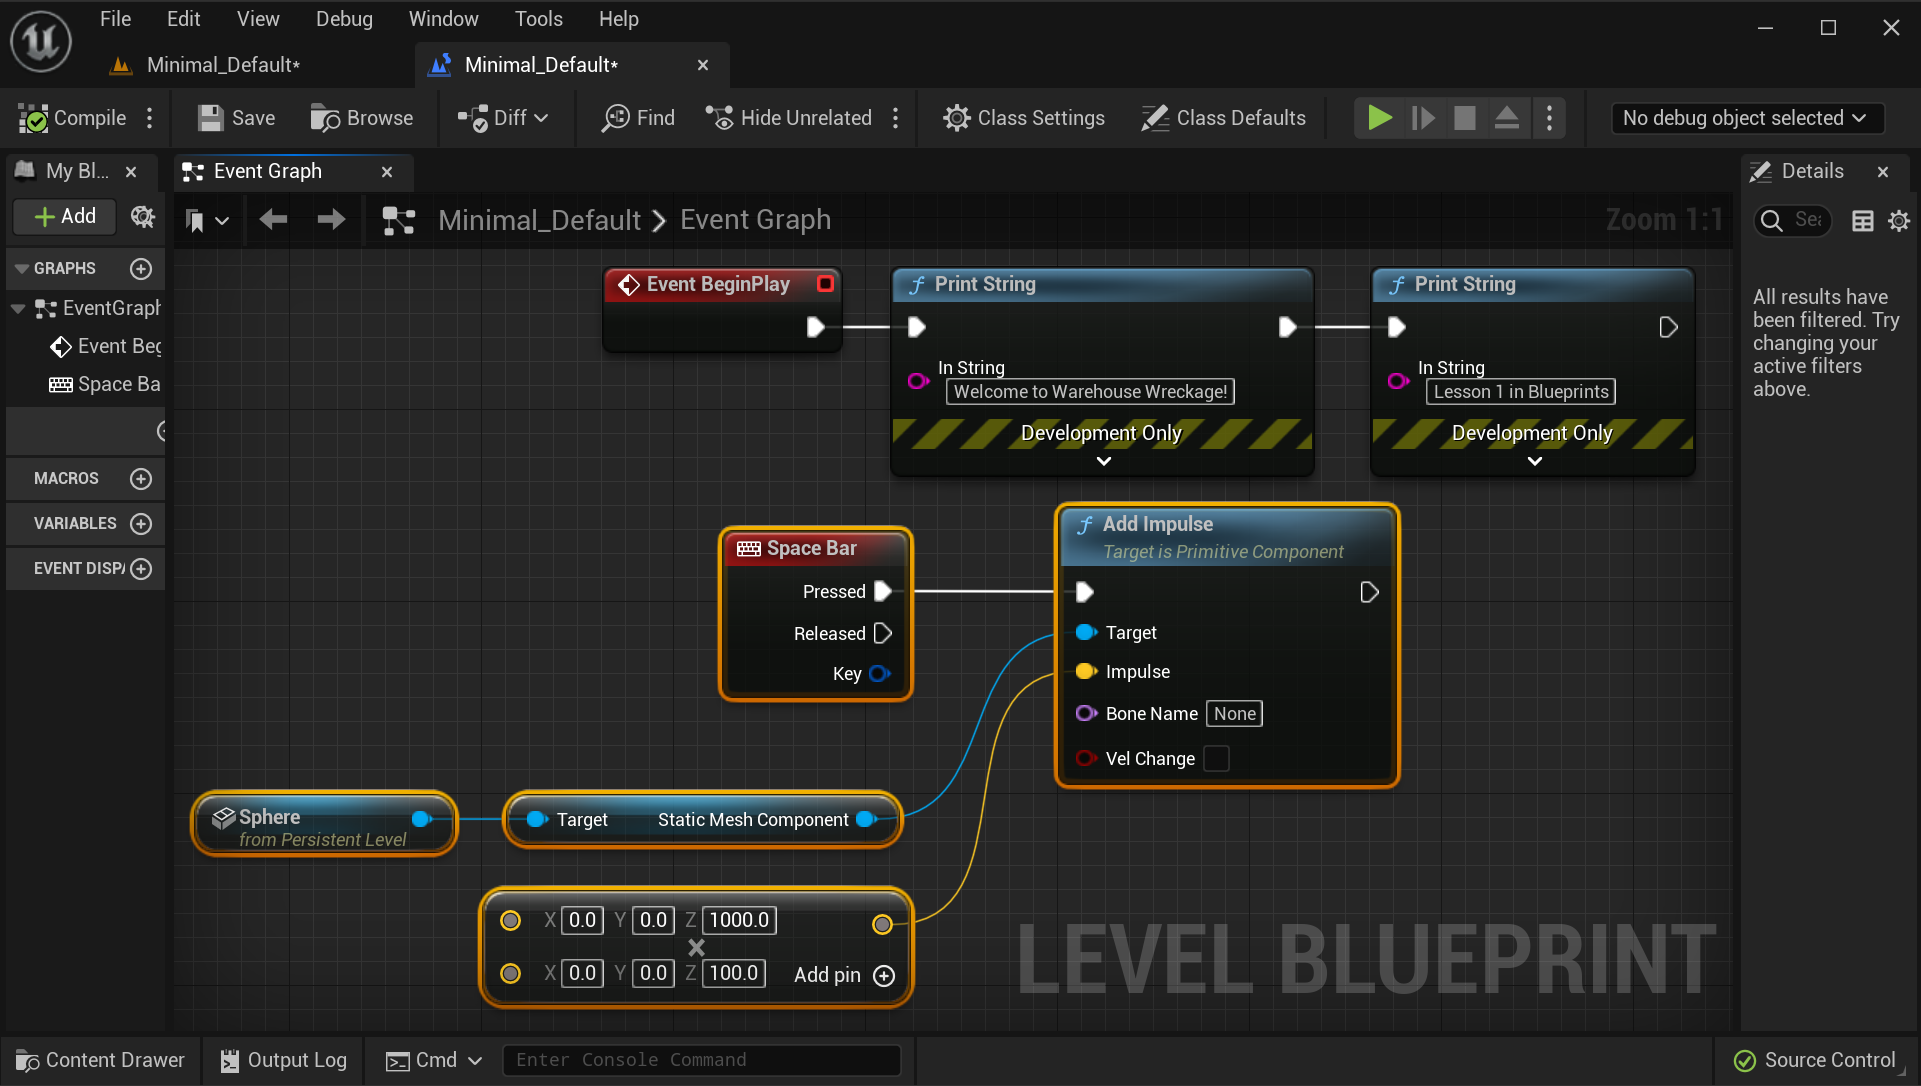 File Edit View Debug Window Tools Help
Minimal_Default*
Minimal_Default*
Compile Save Browse Diff Find Hide Unrelated Class Settings Class Defaults No debug object selected
My Bl...
Event Graph
Details
Add
Minimal_Default Event Graph
Zoom 1:1
GRAPHS
EventGraph
Event Beg
Space Ba
MACROS
VARIABLES
EVENT DISPA
All results have
been filtered. Try
changing your
active filters
above.
Event BeginPlay
Print String
In String
Welcome to Warehouse Wreckage!
Development Only
Print String
In String
Lesson 1 in Blueprints
Development Only
Space Bar
Pressed
Released
Key
Add Impulse
Target is Primitive Component
Target
Impulse
Bone Name None
Vel Change
Sphere
from Persistent Level
Target Static Mesh Component
X 0.0 Y 0.0 Z 1000.0
X 0.0 Y 0.0 Z 100.0 Add pin
LEVEL BLUEPRINT
Content Drawer Output Log Cmd Enter Console Command Source Control